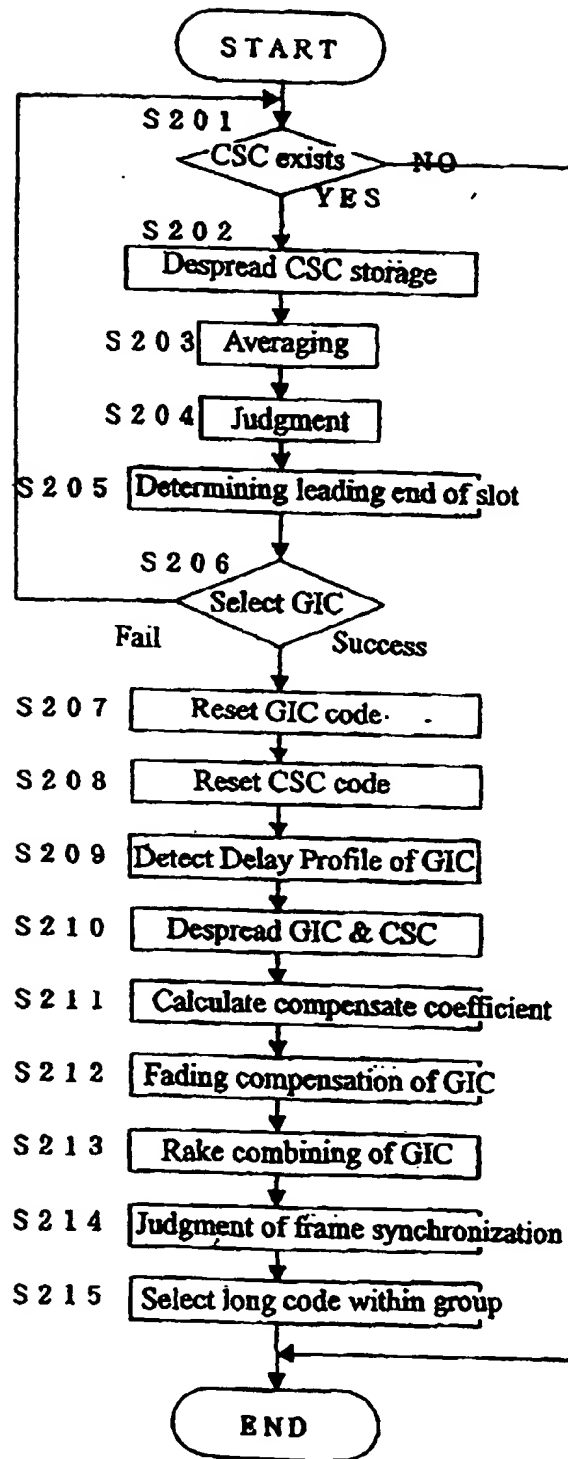 START
S201
CSC exists
NO
YES
S202
Despread CSC storage
S203
Averaging
S204
Judgment
S205
Determining leading end of slot
S206
Select GIC
Fail
Success
S207
Reset GIC code
S208
Reset CSC code
S209
Detect Delay Profile of GIC
S210
Despread GIC & CSC
S211
Calculate compensate coefficient
S212
Fading compensation of GIC
S213
Rake combining of GIC
S214
Judgment of frame synchronization
S215
Select long code within group
END